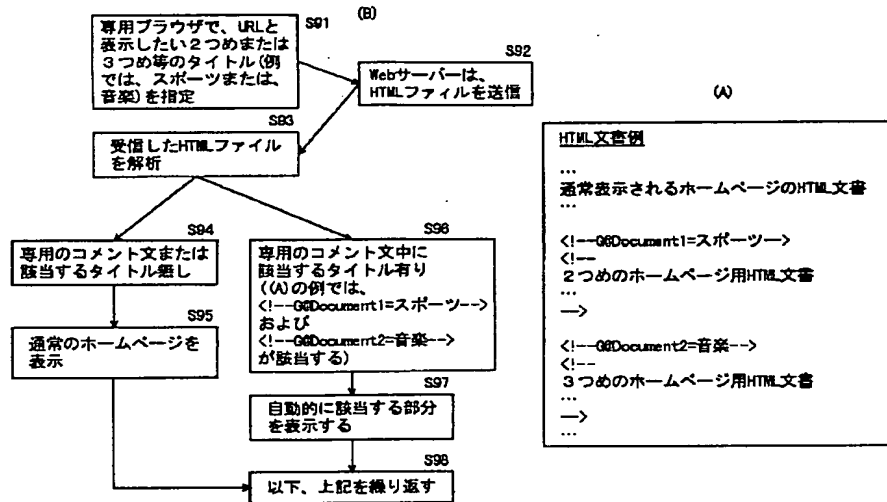 (B)
専用ブラウザで、URLと
表示したい２つめまたは
３つめ等のタイトル(例
では、スポーツまたは、
音楽)を指定
S91
S92
Webサーバーは、
HTMLファィルを送信
S93
受信したHTMLファイル
を解析
S94
専用のコメント文または
該当するタイトル無し
S95
通常のホームページを
表示
S96
専用のコメント文中に
該当するタイトル有り
((A)の例では、
<!--G@Document1=スポーツ-->
および
<!--G@Document2=音楽-->
が該当する)
S97
自動的に該当する部分
を表示する
S98
以下、上記を繰り返す
(A)
HTML文書例
...
通常表示されるホームページのHTML文書
...
<!--G@Document1=スポーツ-->
<!--
２つめのホームページ用HTML文書
...
-->
<!--G@Document2=音楽-->
<!--
３つめのホームページ用HTML文書
...
-->
...